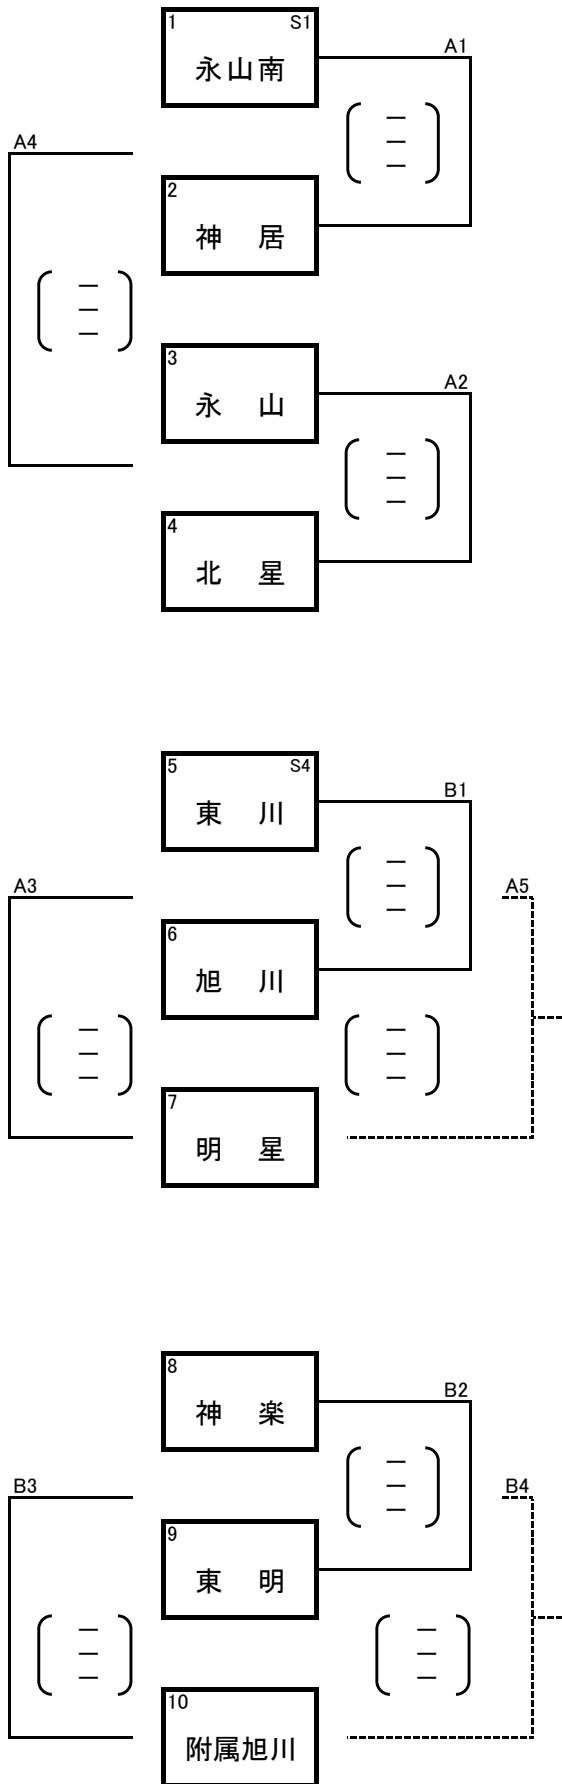 1 S1
永山南
A1
―
―
―
A4
2
神 居
―
―
―
3
永 山
A2
―
―
―
4
北 星
5 S4
東 川
B1
―
―
―
A3
A5
6
旭 川
― ―
― ―
― ―
7
明 星
8
神 楽
B2
―
―
―
B3
B4
9
東 明
― ―
― ―
― ―
10
附属旭川